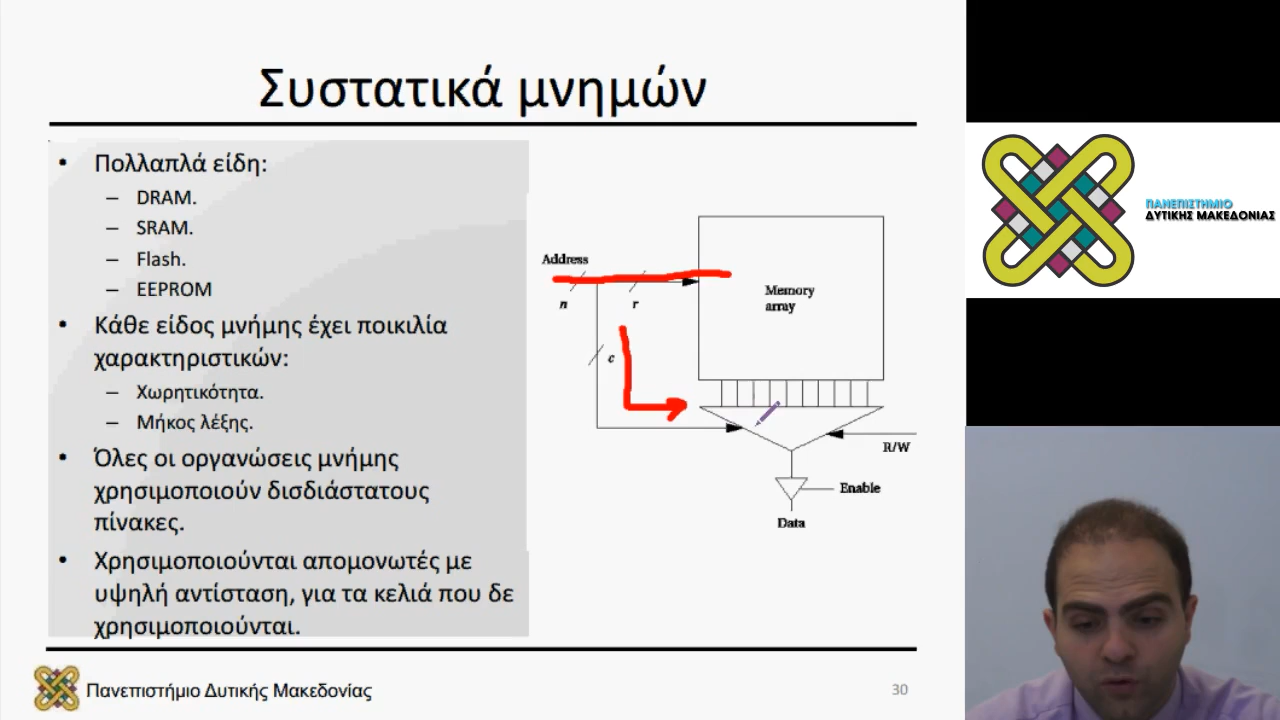 Συστατικά μνημών
• Πολλαπλά είδη:
– DRAM.
– SRAM.
– Flash.
– EEPROM
• Κάθε είδος μνήμης έχει ποικιλία
χαρακτηριστικών:
– Χωρητικότητα.
– Μήκος λέξης.
• Όλες οι οργανώσεις μνήμης
χρησιμοποιούν δισδιάστατους
πίνακες.
• Χρησιμοποιούνται απομονωτές με
υψηλή αντίσταση, για τα κελιά που δε
χρησιμοποιούνται.
Address
n
r
c
Memory
array
R/W
Enable
Data
Πανεπιστήμιο Δυτικής Μακεδονίας
30
ΠΑΝΕΠΙΣΤΗΜΙΟ
ΔΥΤΙΚΗΣ ΜΑΚΕΔΟΝΙΑΣ